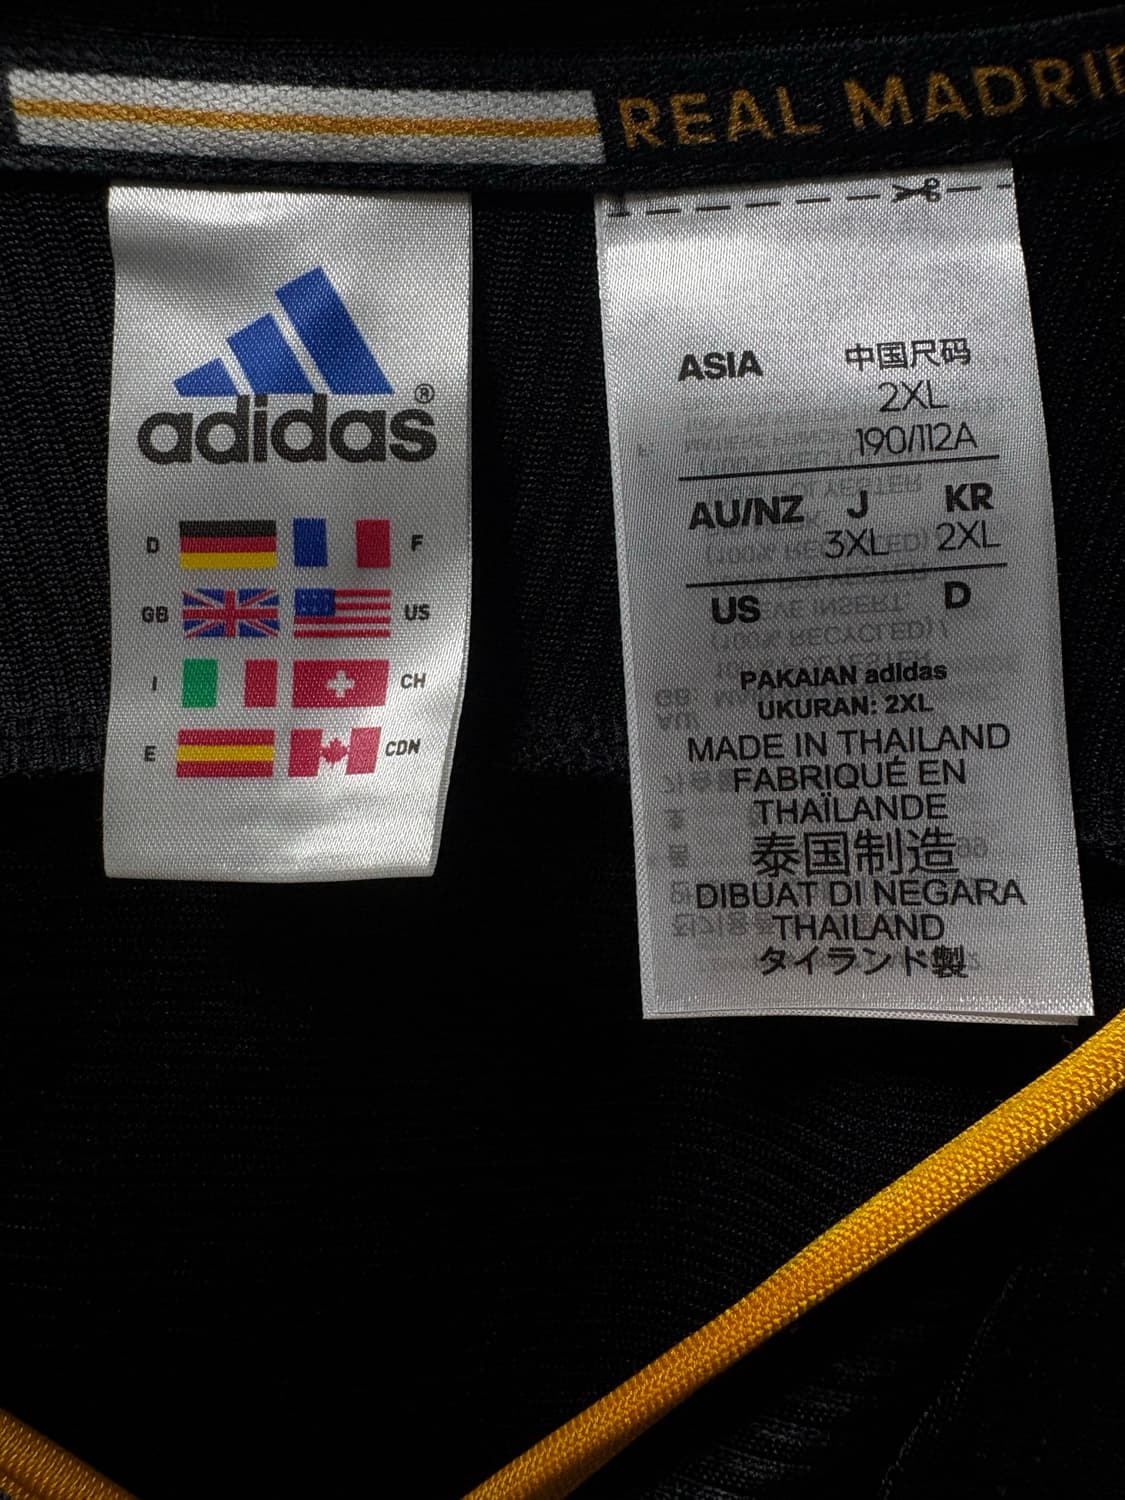 REAL MADRI
adidas®
D F
GB US
I CH
E CDN
ASIA 中国尺码
2XL
190/112A
AU/NZ J KR
3XL 2XL
US D
PAKAIAN adidas
UKURAN: 2XL
MADE IN THAILAND
FABRIQUÉ EN
THAÏLANDE
泰国制造
DIBUAT DI NEGARA
THAILAND
タイランド製